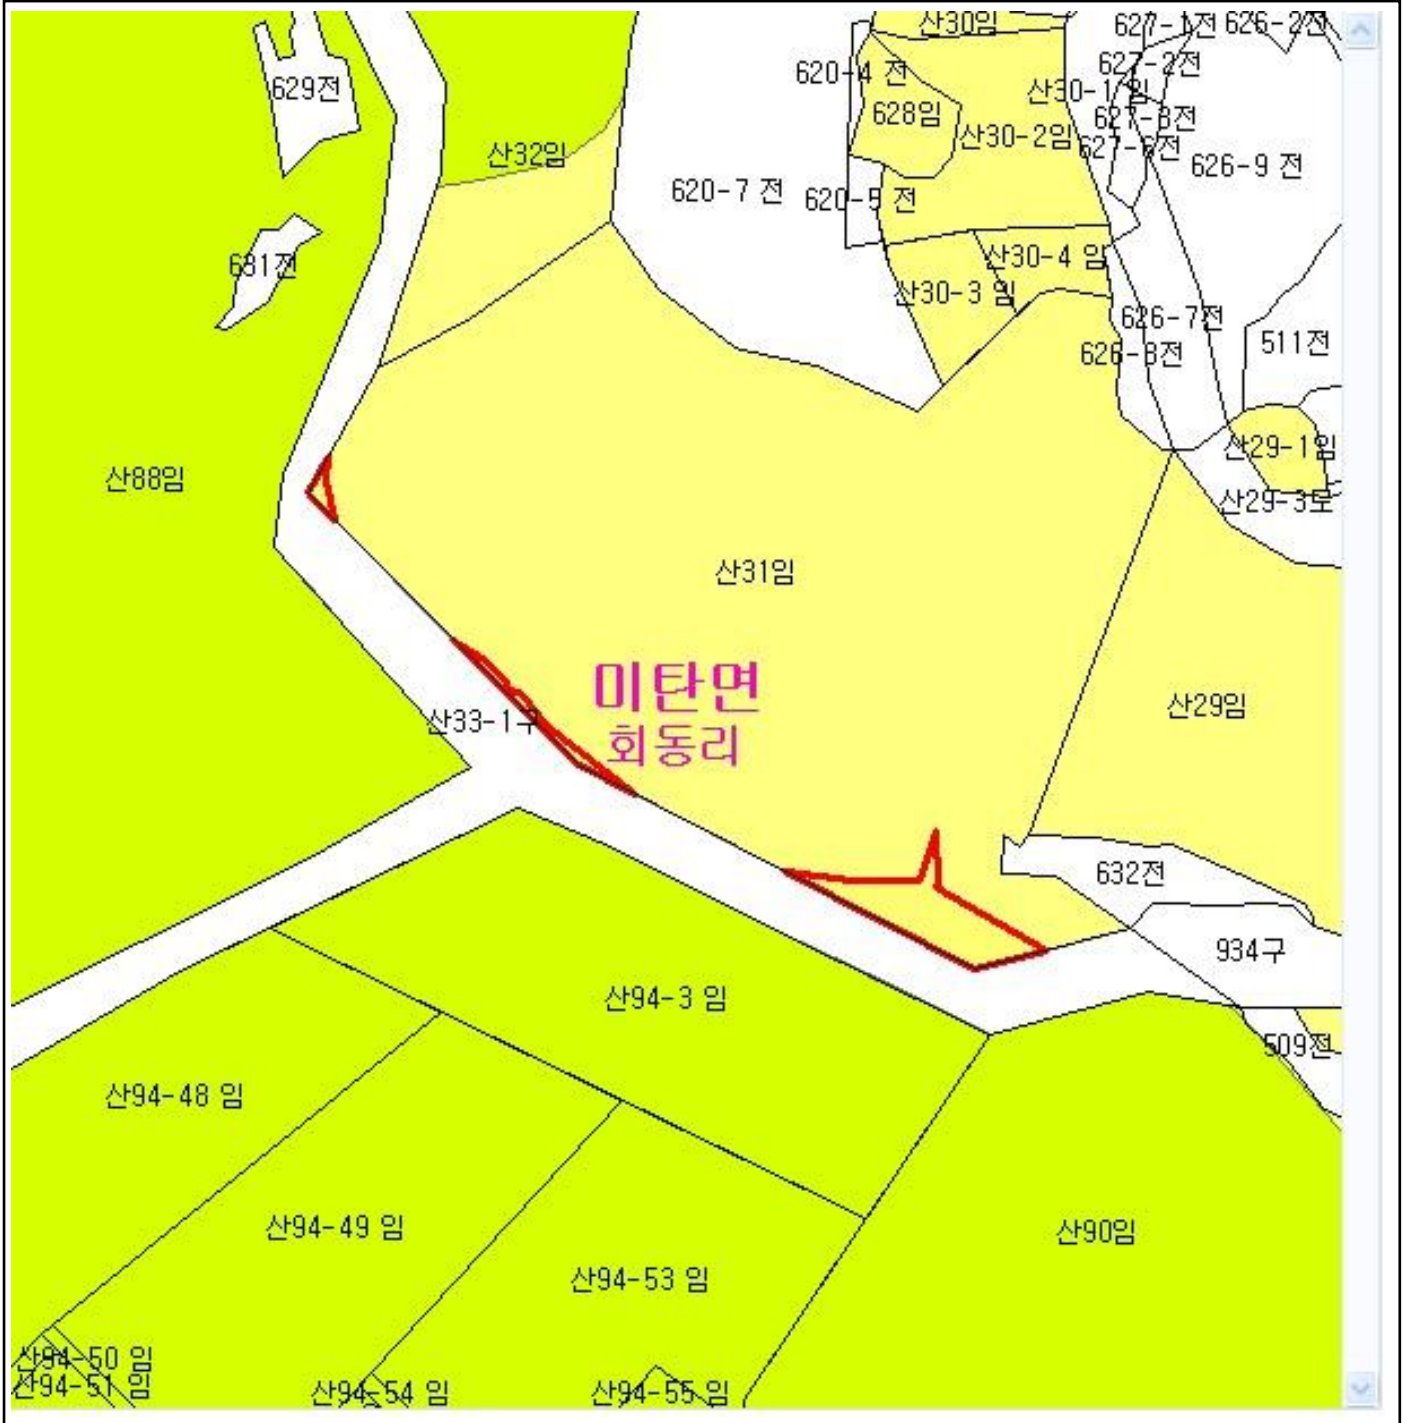 산30임
627-1전
626-2전
629전
620-4 전
627-2전
산30-1 임
628임
627-3전
산30-2임
627-6전
산32임
626-9 전
620-7 전
620-5 전
631전
산30-4 임
산30-3 임
626-7전
511전
626-8전
산29-1임
산88임
산29-3도
산31임
미탄면
회동리
산29임
산33-1구
632전
934구
산94-3 임
509전
산94-48 임
산94-49 임
산90임
산94-53 임
산94-50 임
산94-51 임
산94-54 임
산94-55 임